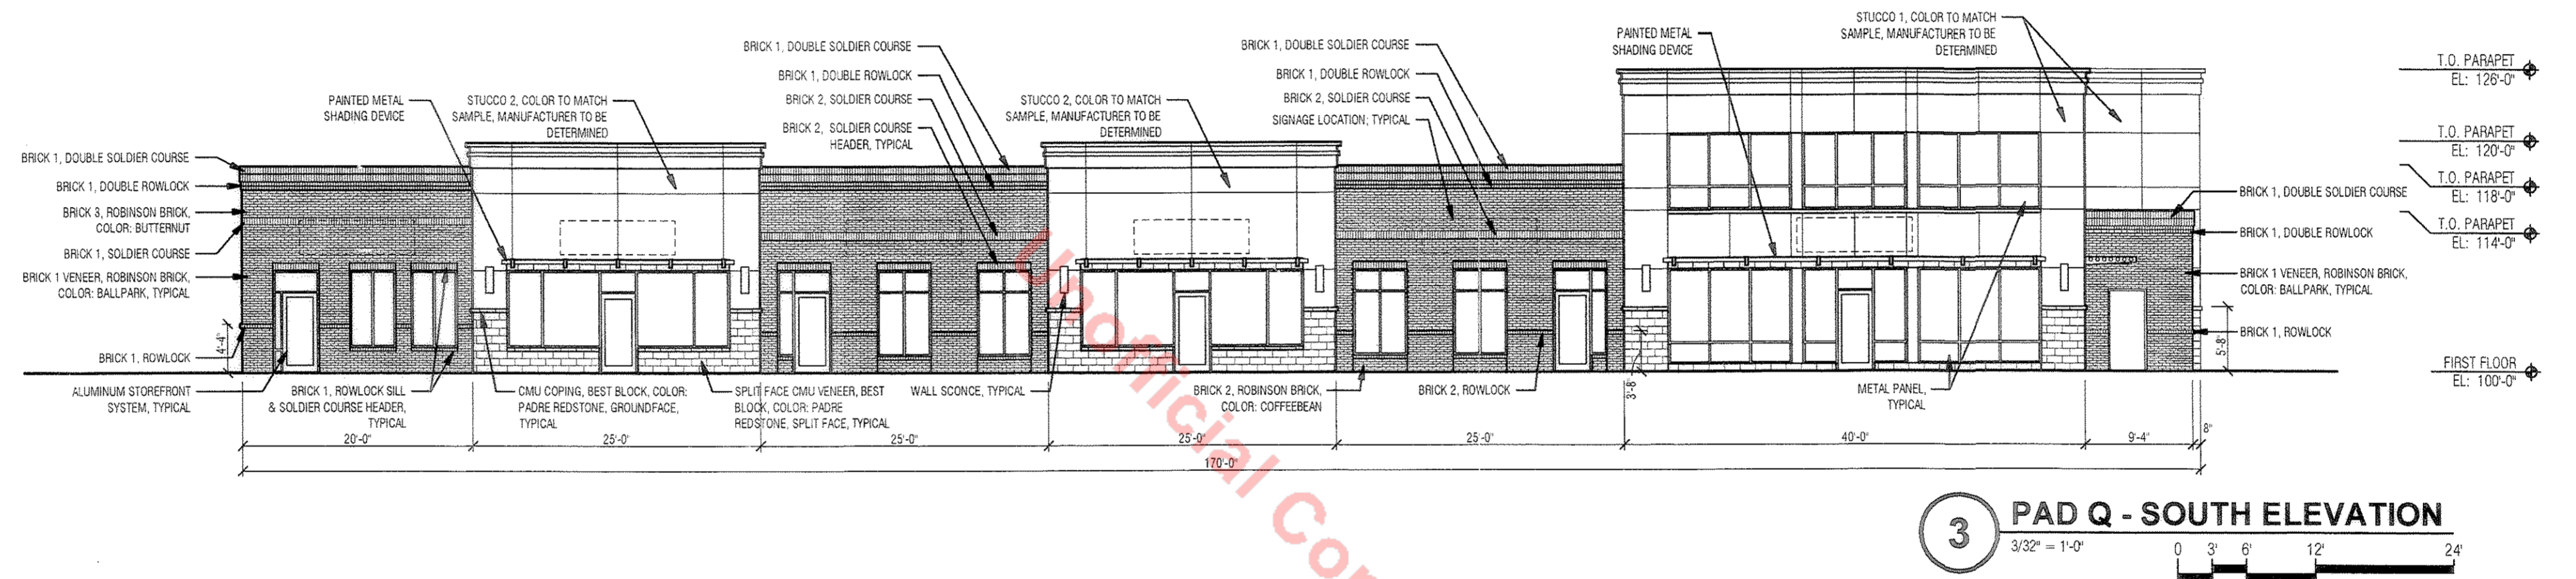 STUCCO 1, COLOR TO MATCH
SAMPLE, MANUFACTURER TO BE
DETERMINED
PAINTED METAL
SHADING DEVICE
BRICK 1, DOUBLE SOLDIER COURSE
BRICK 1, DOUBLE ROWLOCK
BRICK 2, SOLDIER COURSE
BRICK 2, SOLDIER COURSE
HEADER, TYPICAL
BRICK 1, DOUBLE SOLDIER COURSE
BRICK 1, DOUBLE ROWLOCK
BRICK 2, SOLDIER COURSE
SIGNAGE LOCATION; TYPICAL
PAINTED METAL
SHADING DEVICE
STUCCO 2, COLOR TO MATCH
SAMPLE, MANUFACTURER TO BE
DETERMINED
STUCCO 2, COLOR TO MATCH
SAMPLE, MANUFACTURER TO BE
DETERMINED
T.O. PARAPET
EL: 126'-0"
T.O. PARAPET
EL: 120'-0"
T.O. PARAPET
EL: 118'-0"
T.O. PARAPET
EL: 114'-0"
FIRST FLOOR
EL: 100'-0"
BRICK 1, DOUBLE SOLDIER COURSE
BRICK 1, DOUBLE ROWLOCK
BRICK 3, ROBINSON BRICK,
COLOR: BUTTERNUT
BRICK 1, SOLDIER COURSE
BRICK 1 VENEER, ROBINSON BRICK,
COLOR: BALLPARK, TYPICAL
4'-4"
BRICK 1, ROWLOCK
ALUMINUM STOREFRONT
SYSTEM, TYPICAL
BRICK 1, ROWLOCK SILL
& SOLDIER COURSE HEADER,
TYPICAL
CMU COPING, BEST BLOCK, COLOR:
PADRE REDSTONE, GROUNDFACE,
TYPICAL
SPLIT FACE CMU VENEER, BEST
BLOCK, COLOR: PADRE
REDSTONE, SPLIT FACE, TYPICAL
WALL SCONCE, TYPICAL
BRICK 2, ROBINSON BRICK,
COLOR: COFFEEBEAN
BRICK 2, ROWLOCK
3'-8"
METAL PANEL,
TYPICAL
BRICK 1, DOUBLE SOLDIER COURSE
BRICK 1, DOUBLE ROWLOCK
BRICK 1 VENEER, ROBINSON BRICK,
COLOR: BALLPARK, TYPICAL
BRICK 1, ROWLOCK
5'-8"
20'-0"
25'-0"
25'-0"
25'-0"
25'-0"
40'-0"
9'-4"
8"
170'-0"
Unofficial Cop
3
PAD Q - SOUTH ELEVATION
3/32" = 1'-0"
0 3' 6' 12' 24'